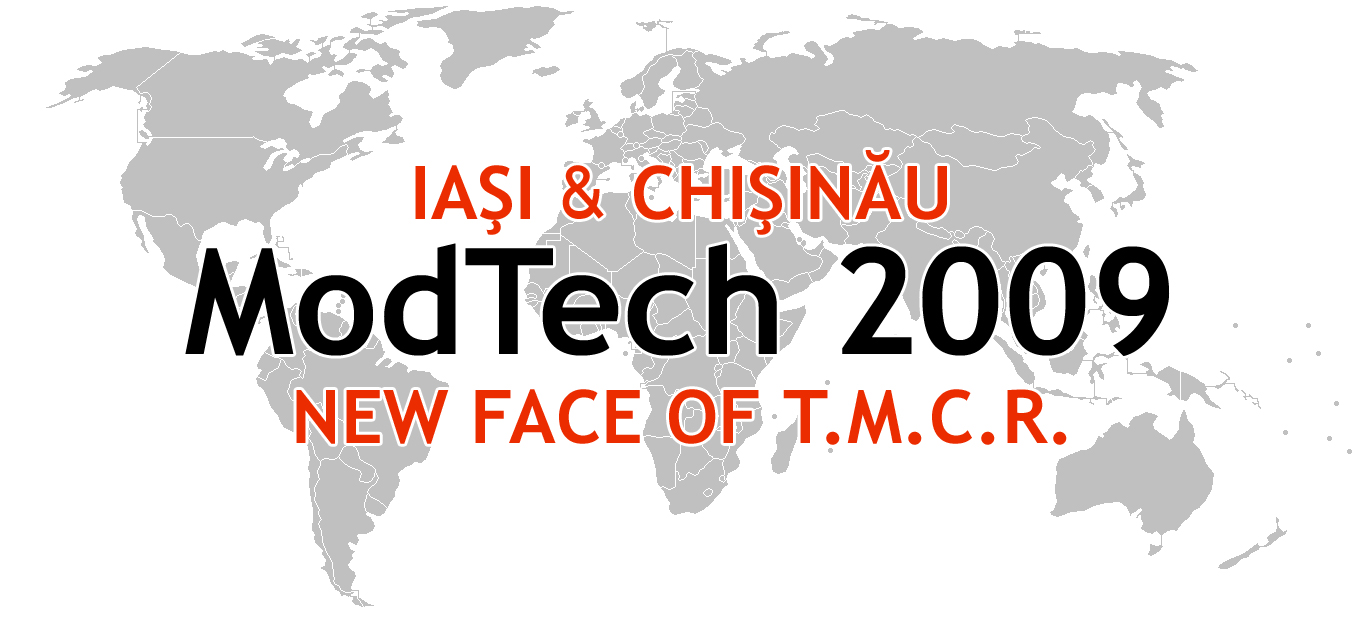 IAŞI & CHIŞINĂU
ModTech 2009
NEW FACE OF T.M.C.R.